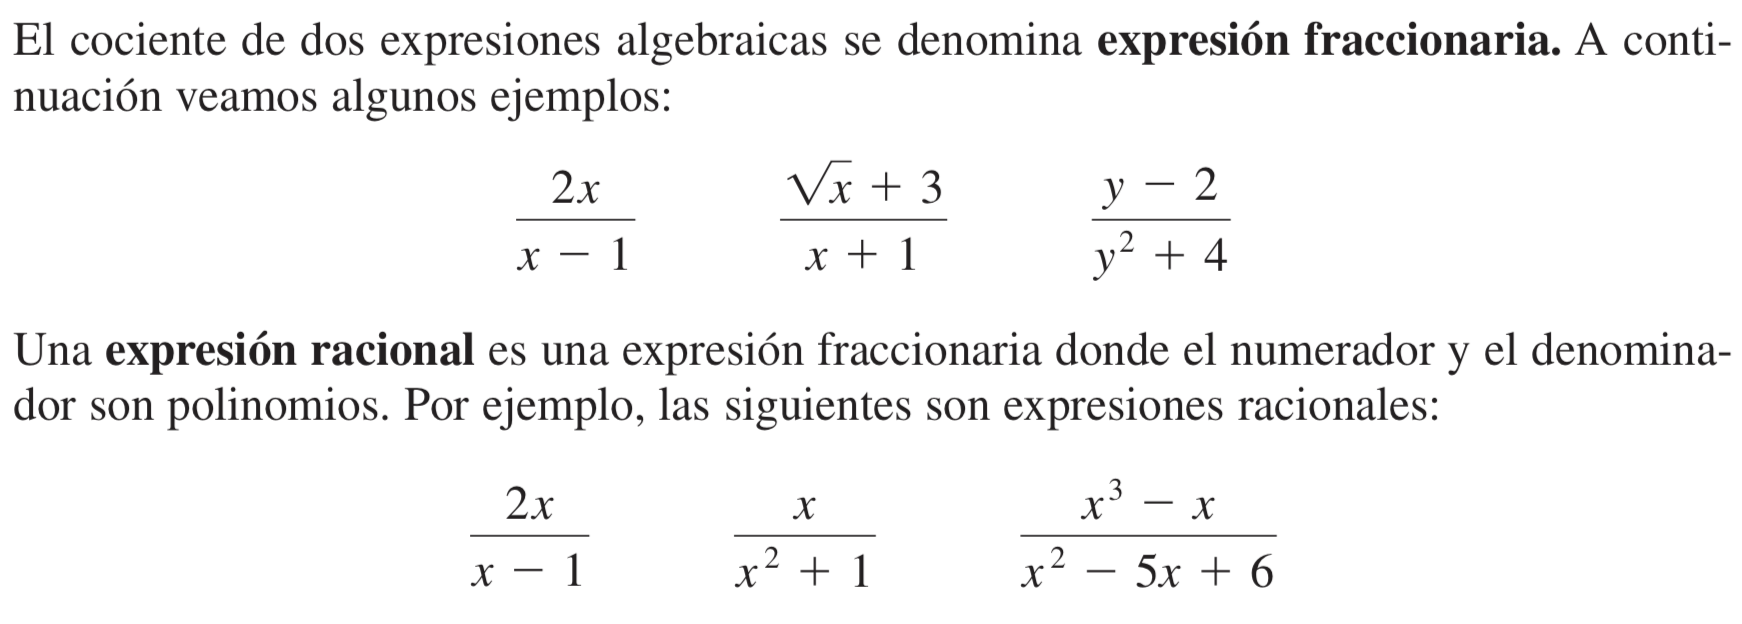 El cociente de dos expresiones algebraicas se denomina expresión fraccionaria. A conti-
nuación veamos algunos ejemplos:
2x/(x − 1)    (√x + 3)/(x + 1)    (y − 2)/(y² + 4)
Una expresión racional es una expresión fraccionaria donde el numerador y el denomina-
dor son polinomios. Por ejemplo, las siguientes son expresiones racionales:
2x/(x − 1)    x/(x² + 1)    (x³ − x)/(x² − 5x + 6)